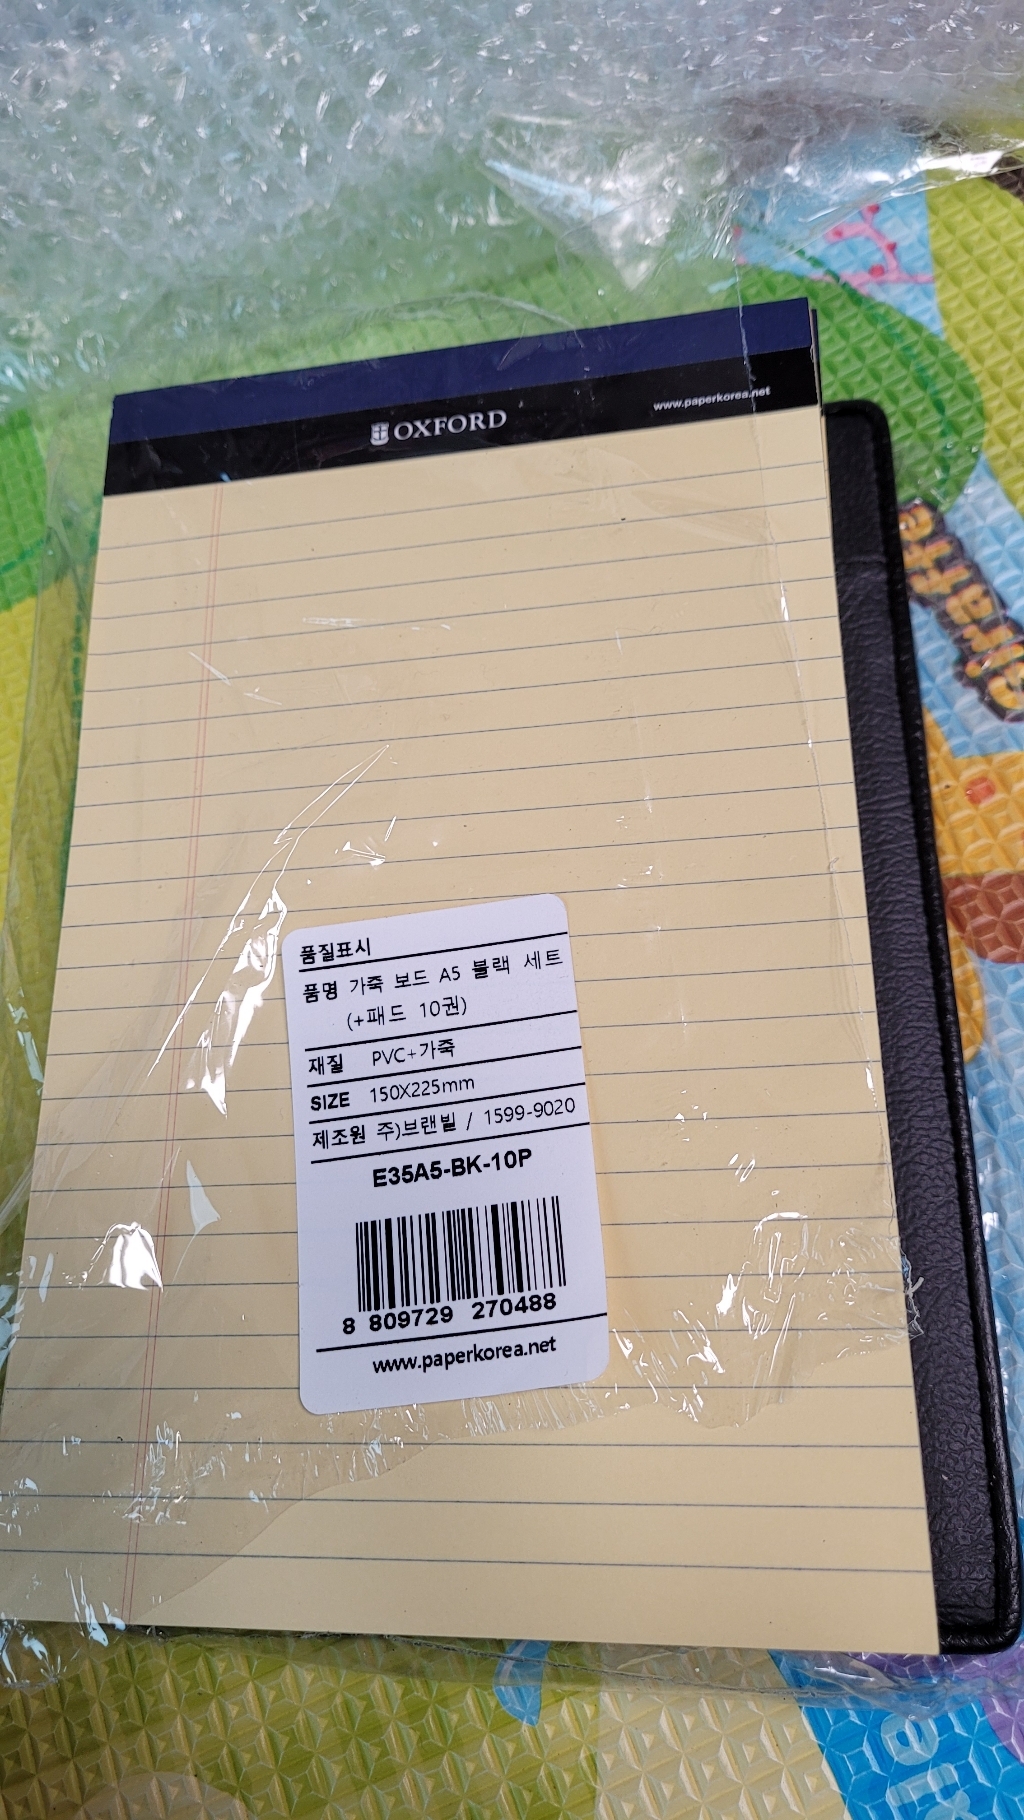 OXFORD
www.paperkorea.net
품질표시
품명 가죽 보드 A5 블랙 세트
(+패드 10권)
재질 PVC+가죽
SIZE 150X225mm
제조원 주)브랜빌 / 1599-9020
E35A5-BK-10P
8 809729 270488
www.paperkorea.net